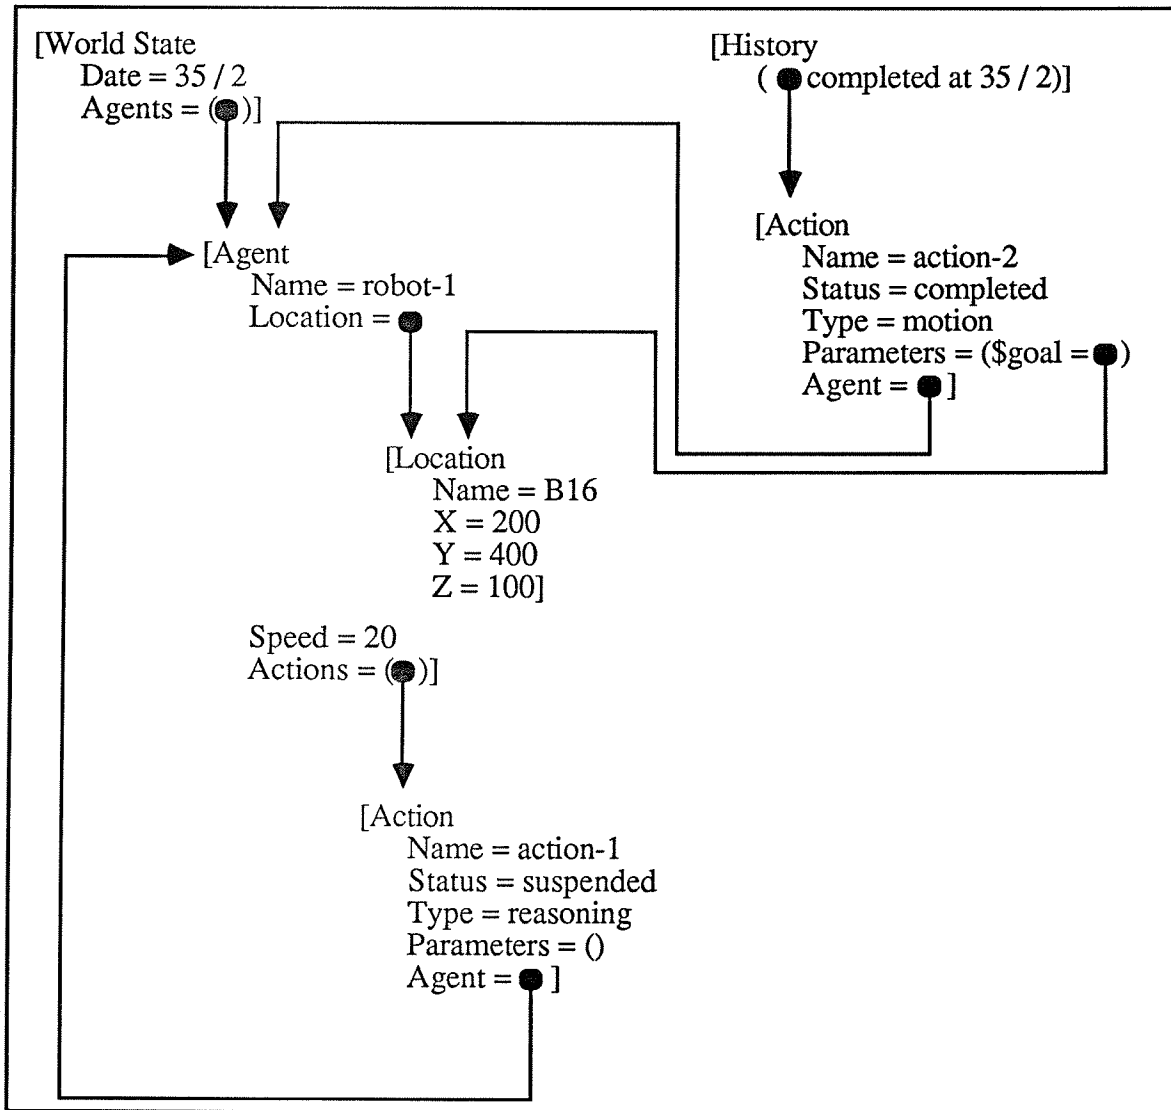 [World State
Date = 35 / 2
Agents = (●)]
[History
( ● completed at 35 / 2)]
[Action
Name = action-2
Status = completed
Type = motion
Parameters = ($goal = ●)
Agent = ● ]
[Agent
Name = robot-1
Location = ●
[Location
Name = B16
X = 200
Y = 400
Z = 100]
Speed = 20
Actions = (●)]
[Action
Name = action-1
Status = suspended
Type = reasoning
Parameters = ()
Agent = ● ]